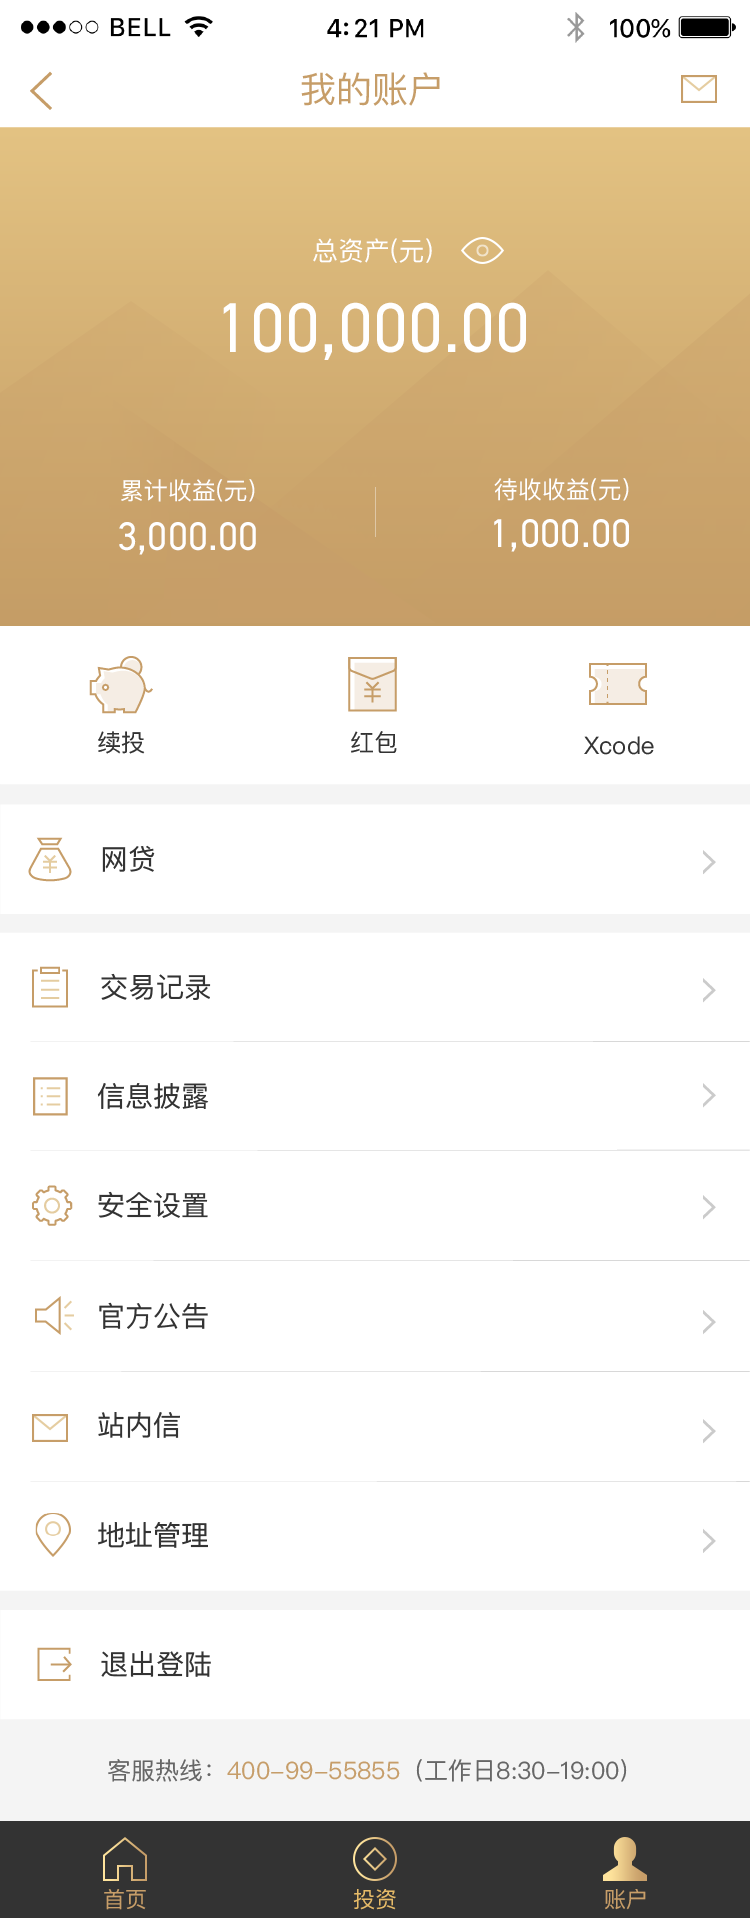 BELL 4:21 PM 100%
我的账户
总资产(元)
100,000.00
累计收益(元) 待收收益(元)
3,000.00 1,000.00
续投 红包 Xcode
网贷
交易记录
信息披露
安全设置
官方公告
站内信
地址管理
退出登陆
客服热线：400-99-55855（工作日8:30-19:00）
首页 投资 账户